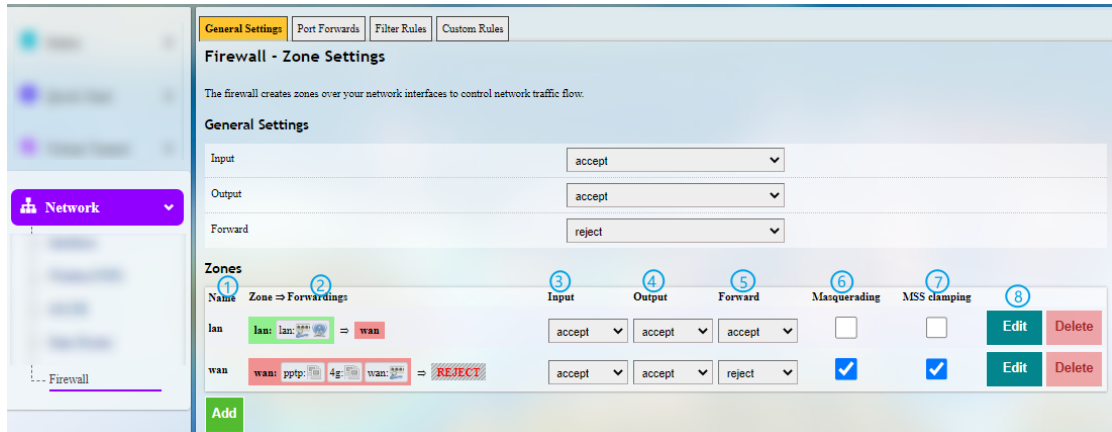 General Settings Port Forwards Filter Rules Custom Rules
Firewall - Zone Settings
The firewall creates zones over your network interfaces to control network traffic flow.
General Settings
Input accept
Output accept
Forward reject
Network
Firewall
Zones
1 2 3 4 5 6 7 8
Name Zone ⇒ Forwardings Input Output Forward Masquerading MSS clamping
lan lan: lan: ⇒ wan accept accept accept Edit Delete
wan wan: pptp: 4g: wan: ⇒ REJECT accept accept reject Edit Delete
Add